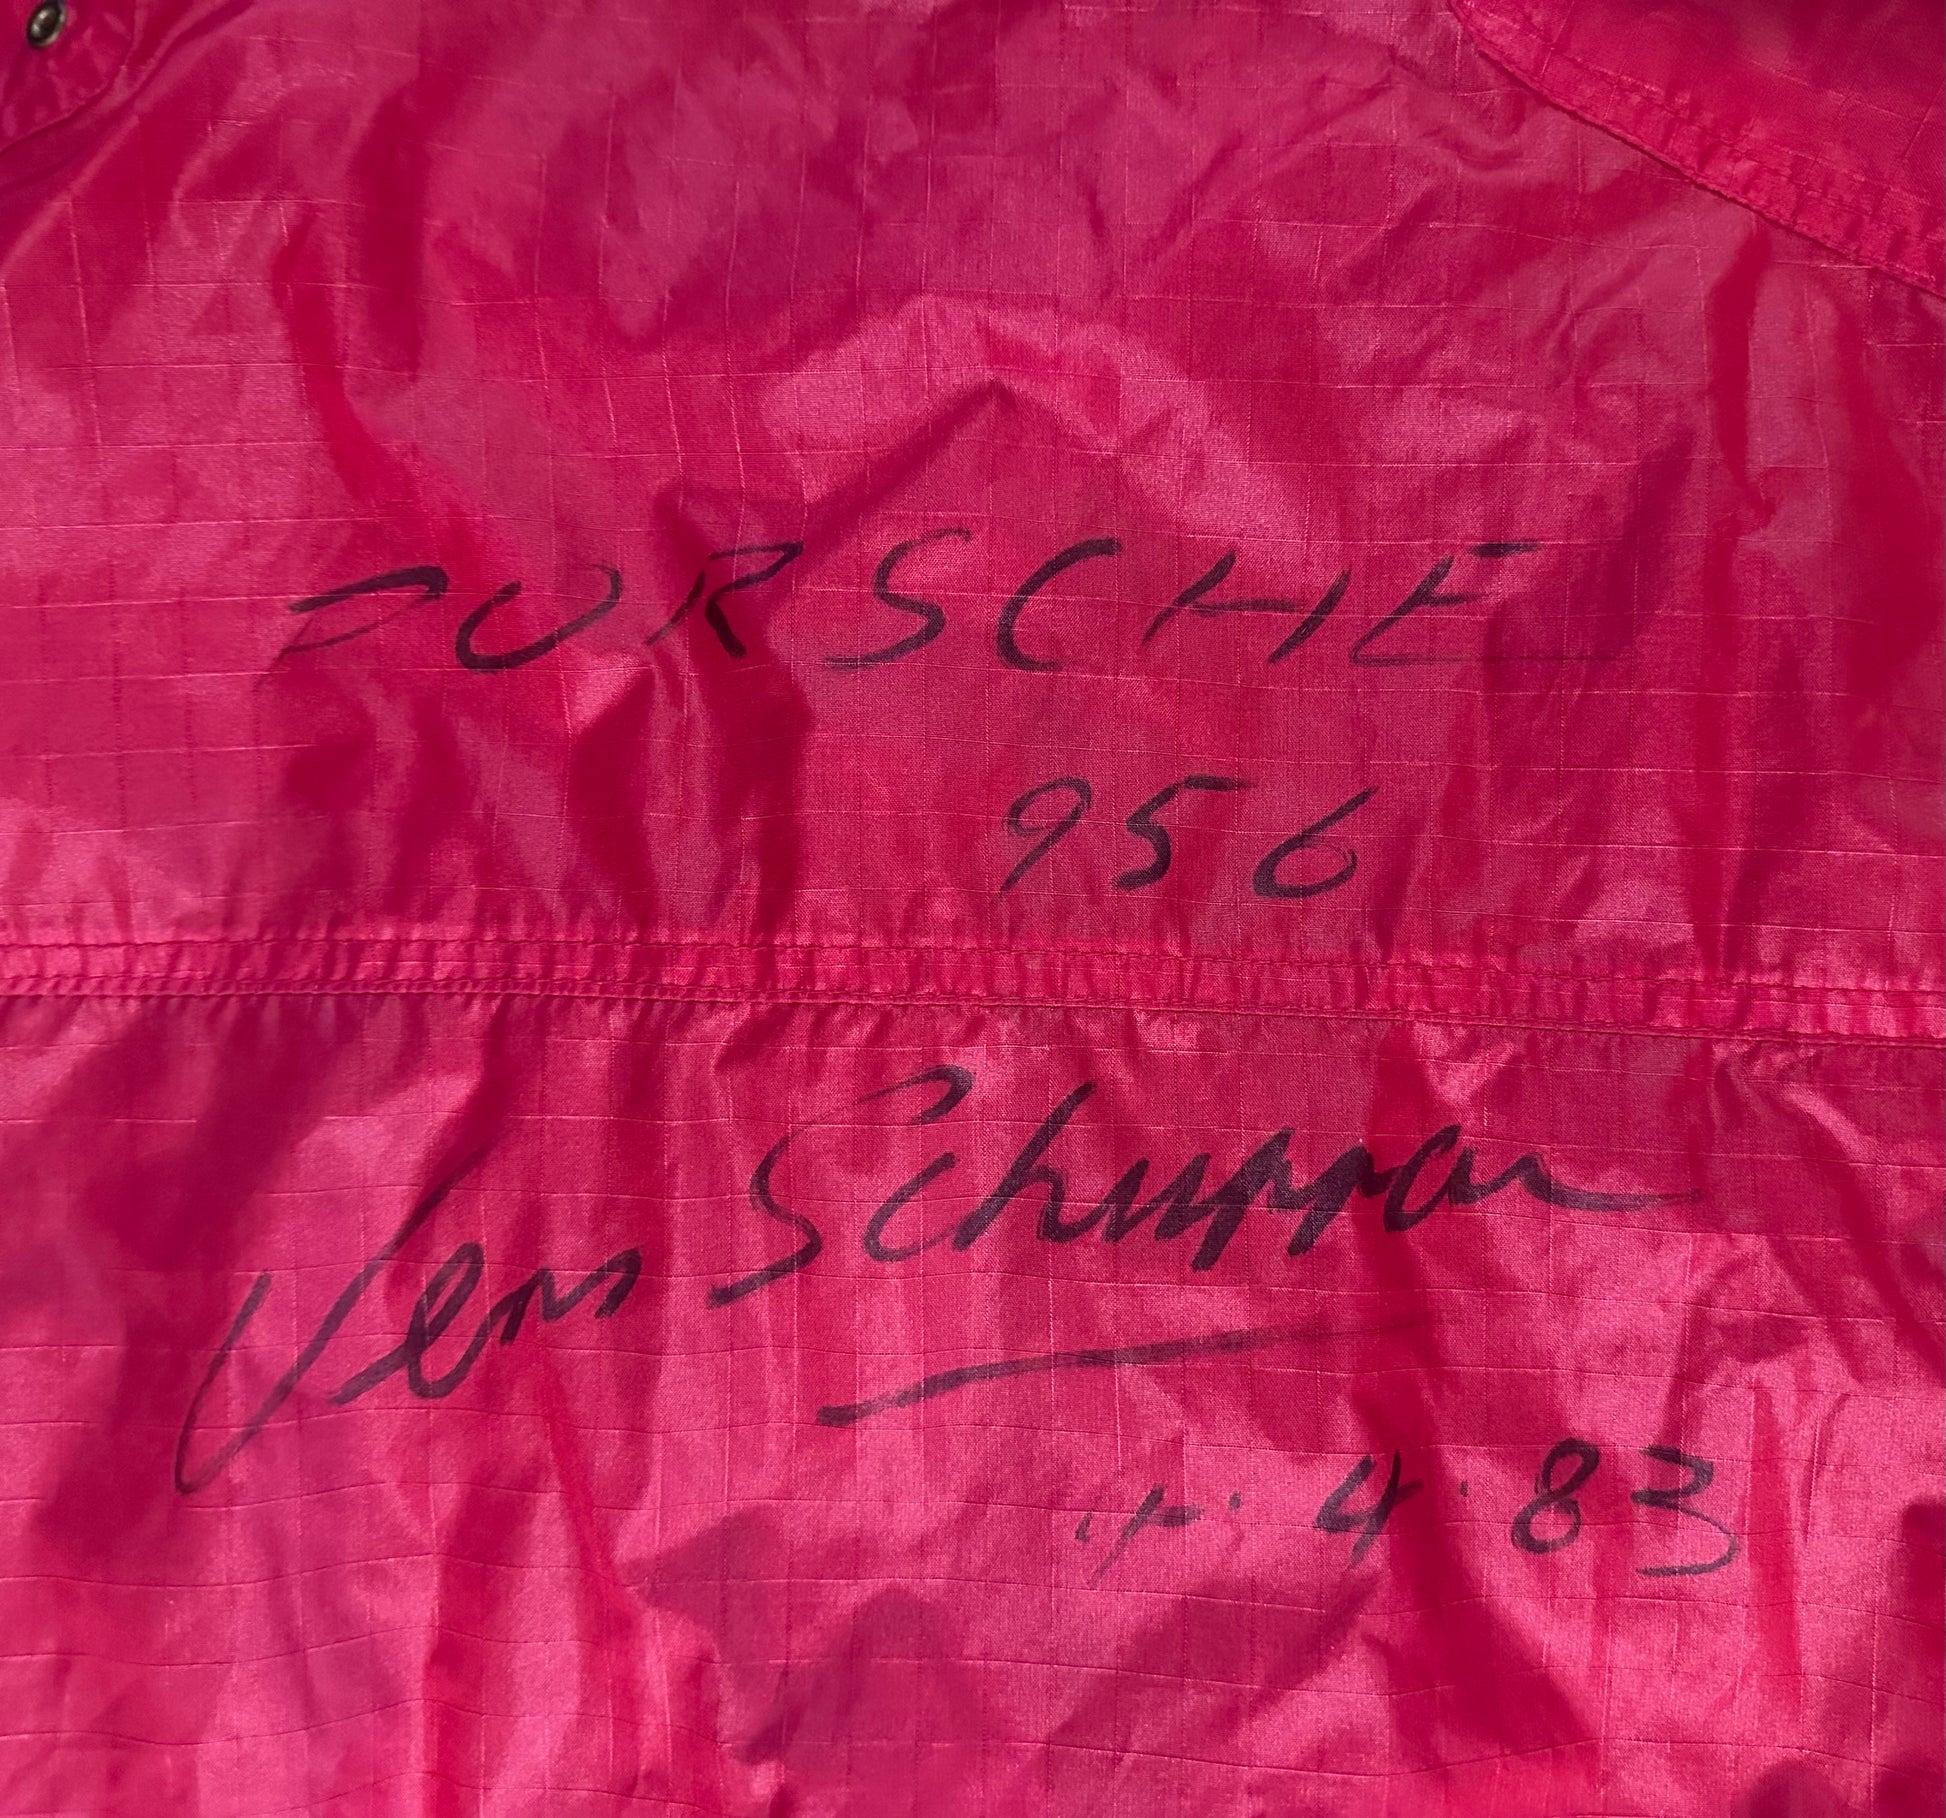 PORSCHE
956
Vern Schuppan
4.4.83